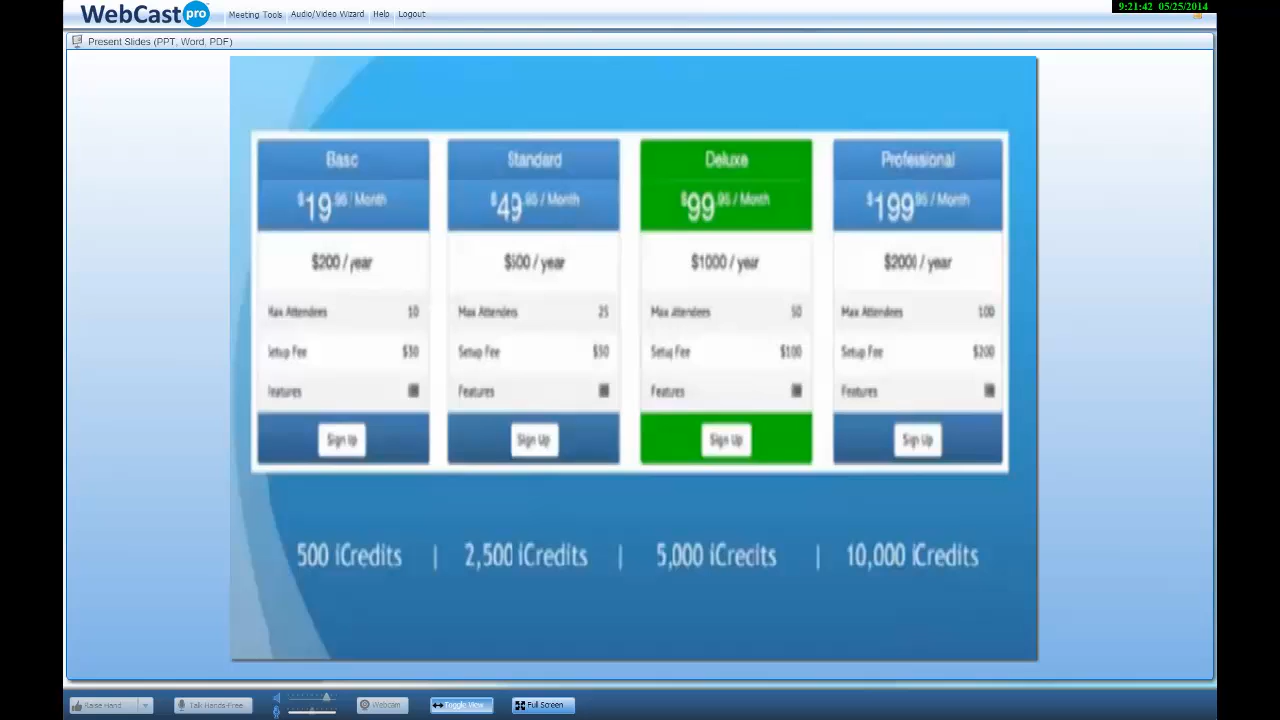 WebCast pro
Meeting Tools Audio/Video Wizard Help Logout
9:21:42 05/25/2014
Present Slides (PPT, Word, PDF)
Basic Standard Deluxe Professional
$19.95 / Month $49.95 / Month $99.95 / Month $199.95 / Month
$200 / year $500 / year $1000 / year $2000 / year
Max Attendees 10 Max Attendees 25 Max Attendees 50 Max Attendees 100
Setup Fee $50 Setup Fee $50 Setup Fee $100 Setup Fee $200
Features Features Features Features
Sign Up Sign Up Sign Up Sign Up
500 iCredits | 2,500 iCredits | 5,000 iCredits | 10,000 iCredits
Raise Hand Talk Hands-Free Webcam Toggle View Full Screen